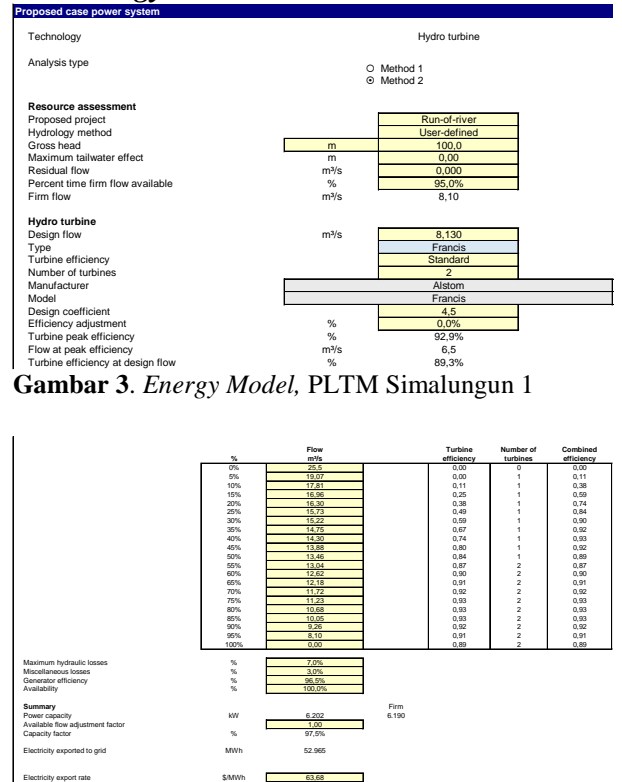 Proposed case power system
Technology Hydro turbine
Analysis type
Method 1
Method 2
Resource assessment
Proposed project Run-of-river
Hydrology method User-defined
Gross head m 100,0
Maximum tailwater effect m 0,00
Residual flow m³/s 0,000
Percent time firm flow available % 95,0%
Firm flow m³/s 8,10
Hydro turbine
Design flow m³/s 8,130
Type Francis
Turbine efficiency Standard
Number of turbines 2
Manufacturer Alstom
Model Francis
Design coefficient 4,5
Efficiency adjustment % 0,0%
Turbine peak efficiency % 92,9%
Flow at peak efficiency m³/s 6,5
Turbine efficiency at design flow % 89,3%
Gambar 3. Energy Model, PLTM Simalungun 1
% Flow m³/s Turbine efficiency Number of turbines Combined efficiency
0% 25,5 0,00 0 0,00
5% 19,07 0,00 1 0,11
10% 17,81 0,11 1 0,38
15% 16,96 0,25 1 0,59
20% 16,30 0,38 1 0,74
25% 15,73 0,49 1 0,84
30% 15,22 0,59 1 0,90
35% 14,75 0,67 1 0,92
40% 14,30 0,74 1 0,93
45% 13,88 0,80 1 0,92
50% 13,46 0,84 1 0,89
55% 13,04 0,87 2 0,87
60% 12,62 0,90 2 0,90
65% 12,18 0,91 2 0,91
70% 11,72 0,92 2 0,92
75% 11,23 0,93 2 0,93
80% 10,68 0,93 2 0,93
85% 10,05 0,93 2 0,93
90% 9,26 0,92 2 0,92
95% 8,10 0,91 2 0,91
100% 0,00 0,89 2 0,89
Maximum hydraulic losses % 7,0%
Miscellaneous losses % 3,0%
Generator efficiency % 96,5%
Availability % 100,0%
Summary Firm
Power capacity kW 6.202 6.190
Available flow adjustment factor 1,00
Capacity factor % 97,5%
Electricity exported to grid MWh 52.965
Electricity export rate $/MWh 63,68